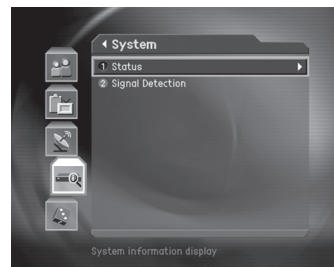 System
1 Status
2 Signal Detection
System information display